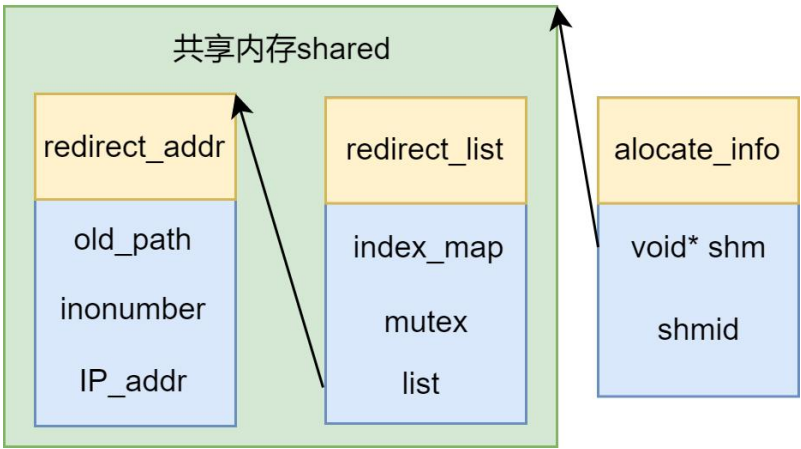 共享内存shared
redirect_addr
old_path
inonumber
IP_addr
redirect_list
index_map
mutex
list
alocate_info
void* shm
shmid